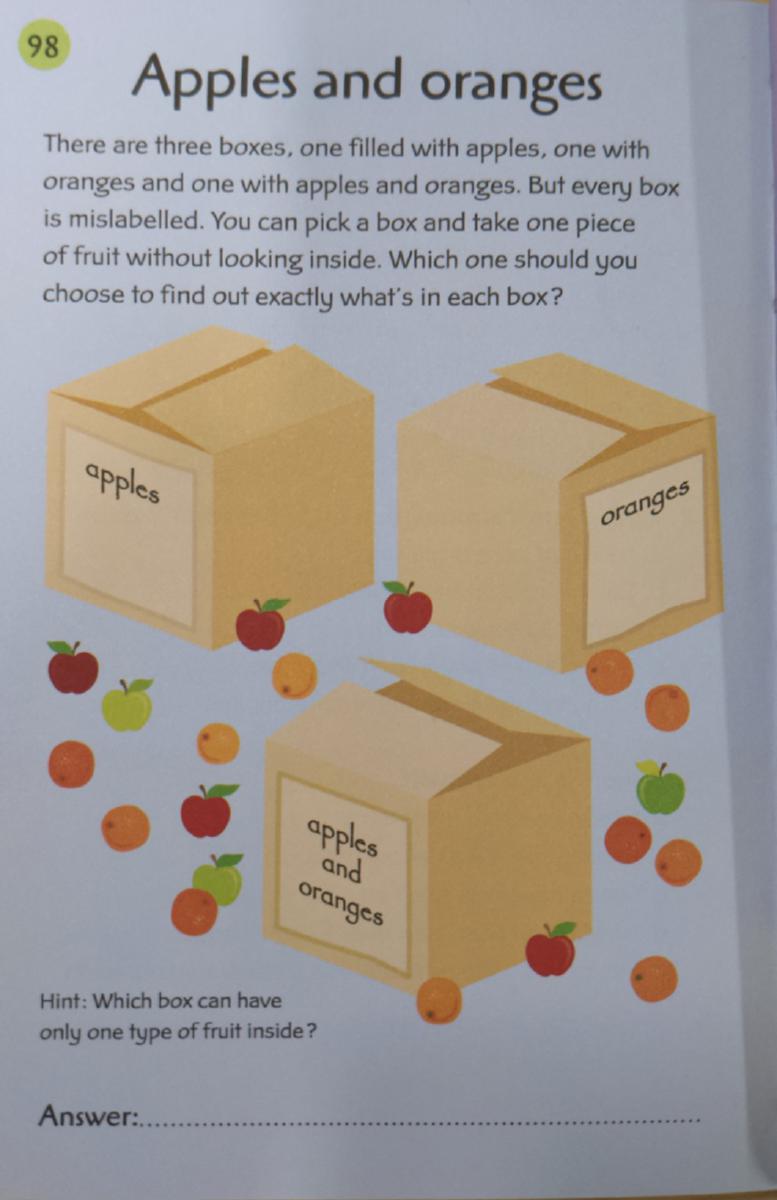 98
Apples and oranges
There are three boxes, one filled with apples, one with
oranges and one with apples and oranges. But every box
is mislabelled. You can pick a box and take one piece
of fruit without looking inside. Which one should you
choose to find out exactly what's in each box?
apples
oranges
apples
and
oranges
Hint: Which box can have
only one type of fruit inside?
Answer:........................................................................